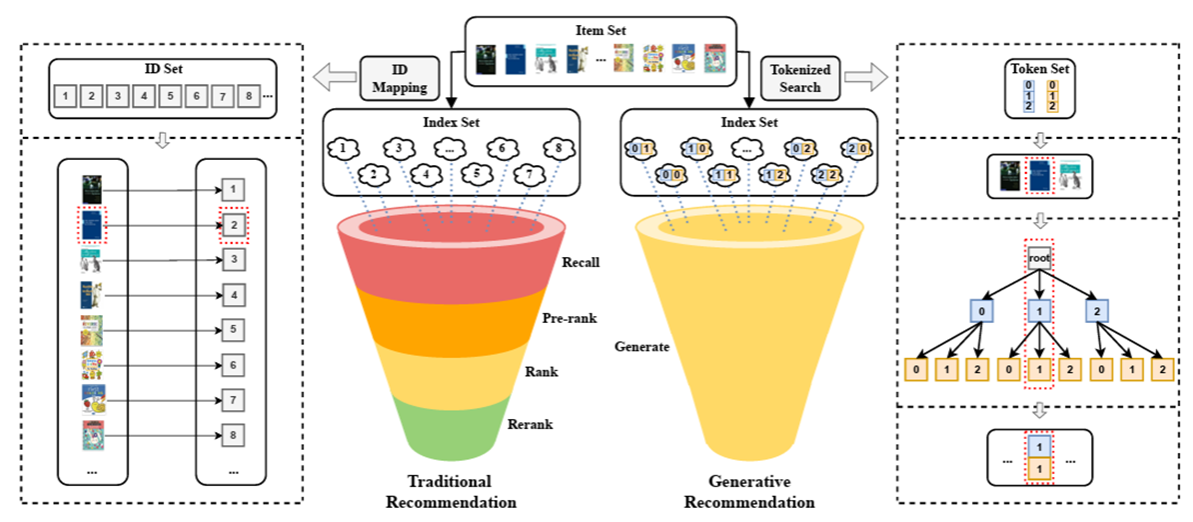 Item Set
...
ID Set
1 2 3 4 5 6 7 8 ...
ID
Mapping
Tokenized
Search
Token Set
0 0
1 1
2 2
Index Set
1 3 ... 6 8
2 4 5 7
Index Set
0 1 1 0 ... 0 2 2 0
0 0 1 1 1 2 2 2
1
2
3
4
5
6
7
8
... ...
Recall
Pre-rank
Rank
Rerank
Traditional
Recommendation
Generate
Generative
Recommendation
root
0 1 2
0 1 2 0 1 2 0 1 2
... 1 ...
1